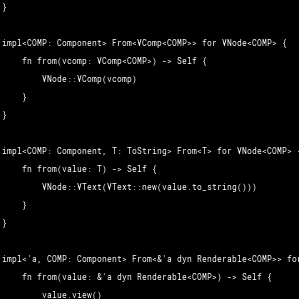 }
impl<COMP: Component> From<VComp<COMP>> for VNode<COMP> {
fn from(vcomp: VComp<COMP>) -> Self {
VNode::VComp(vcomp)
}
}
impl<COMP: Component, T: ToString> From<T> for VNode<COMP> {
fn from(value: T) -> Self {
VNode::VText(VText::new(value.to_string()))
}
}
impl<'a, COMP: Component> From<&'a dyn Renderable<COMP>> for
fn from(value: &'a dyn Renderable<COMP>) -> Self {
value.view()